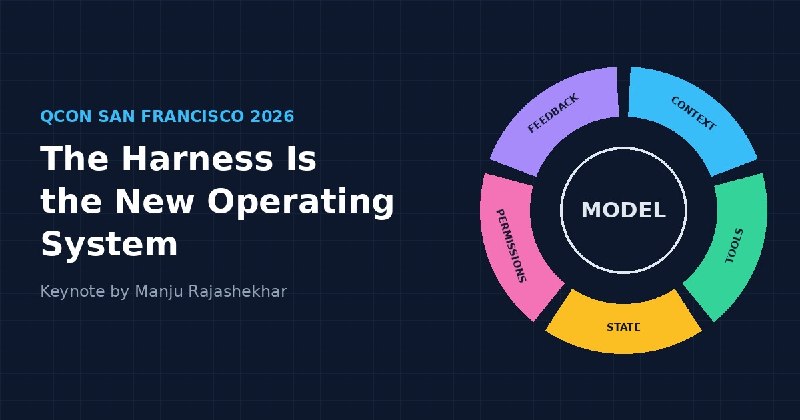 QCON SAN FRANCISCO 2026
The Harness Is
the New Operating
System
Keynote by Manju Rajashekhar
FEEDBACK
CONTEXT
PERMISSIONS
MODEL
TOOLS
STATE